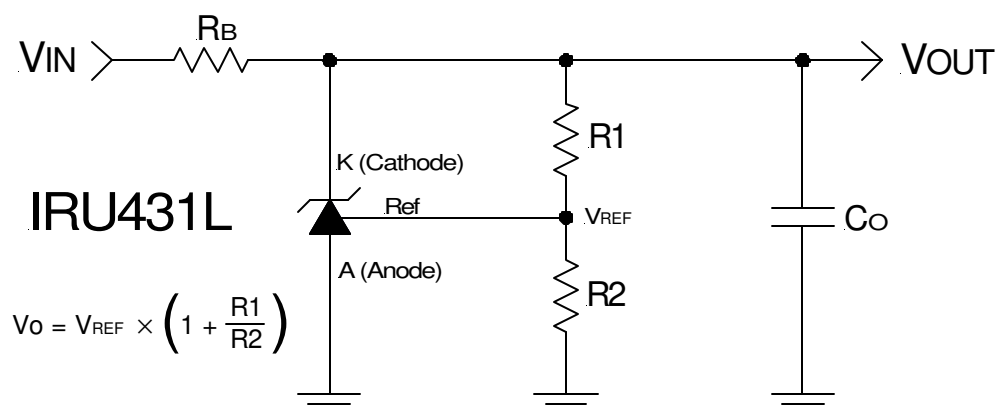 RB
VIN
VOUT
R1
K (Cathode)
IRU431L
Ref
VREF
CO
A (Anode)
R2
Vo = VREF × ( 1 + R1/R2 )